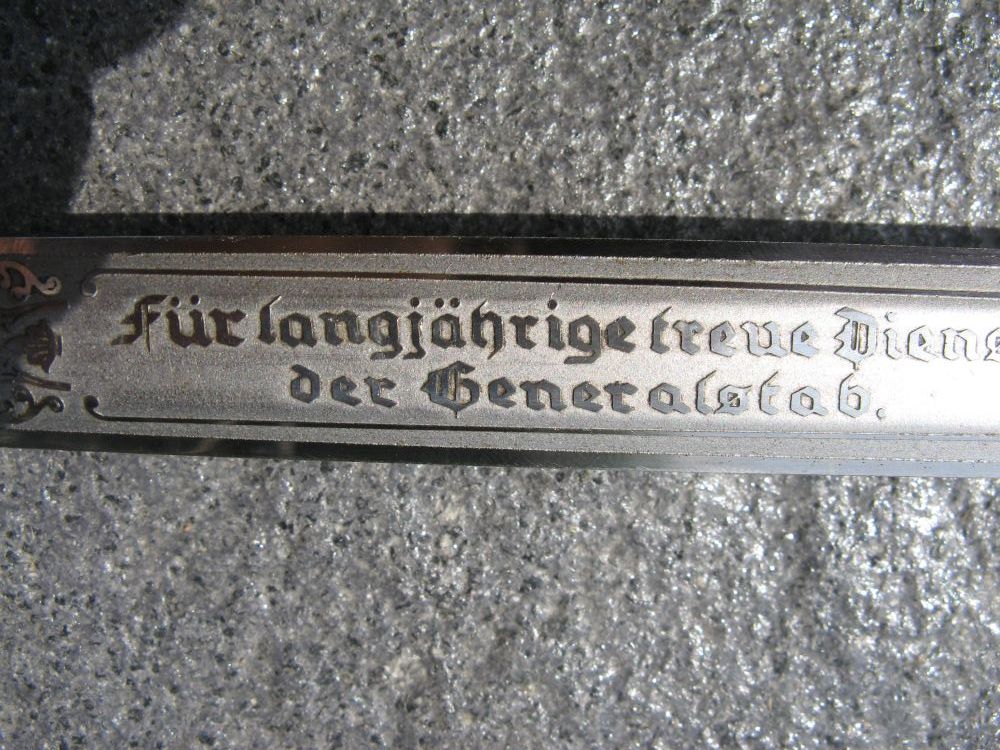 Für langjährige treue Diens
der Generalstab.